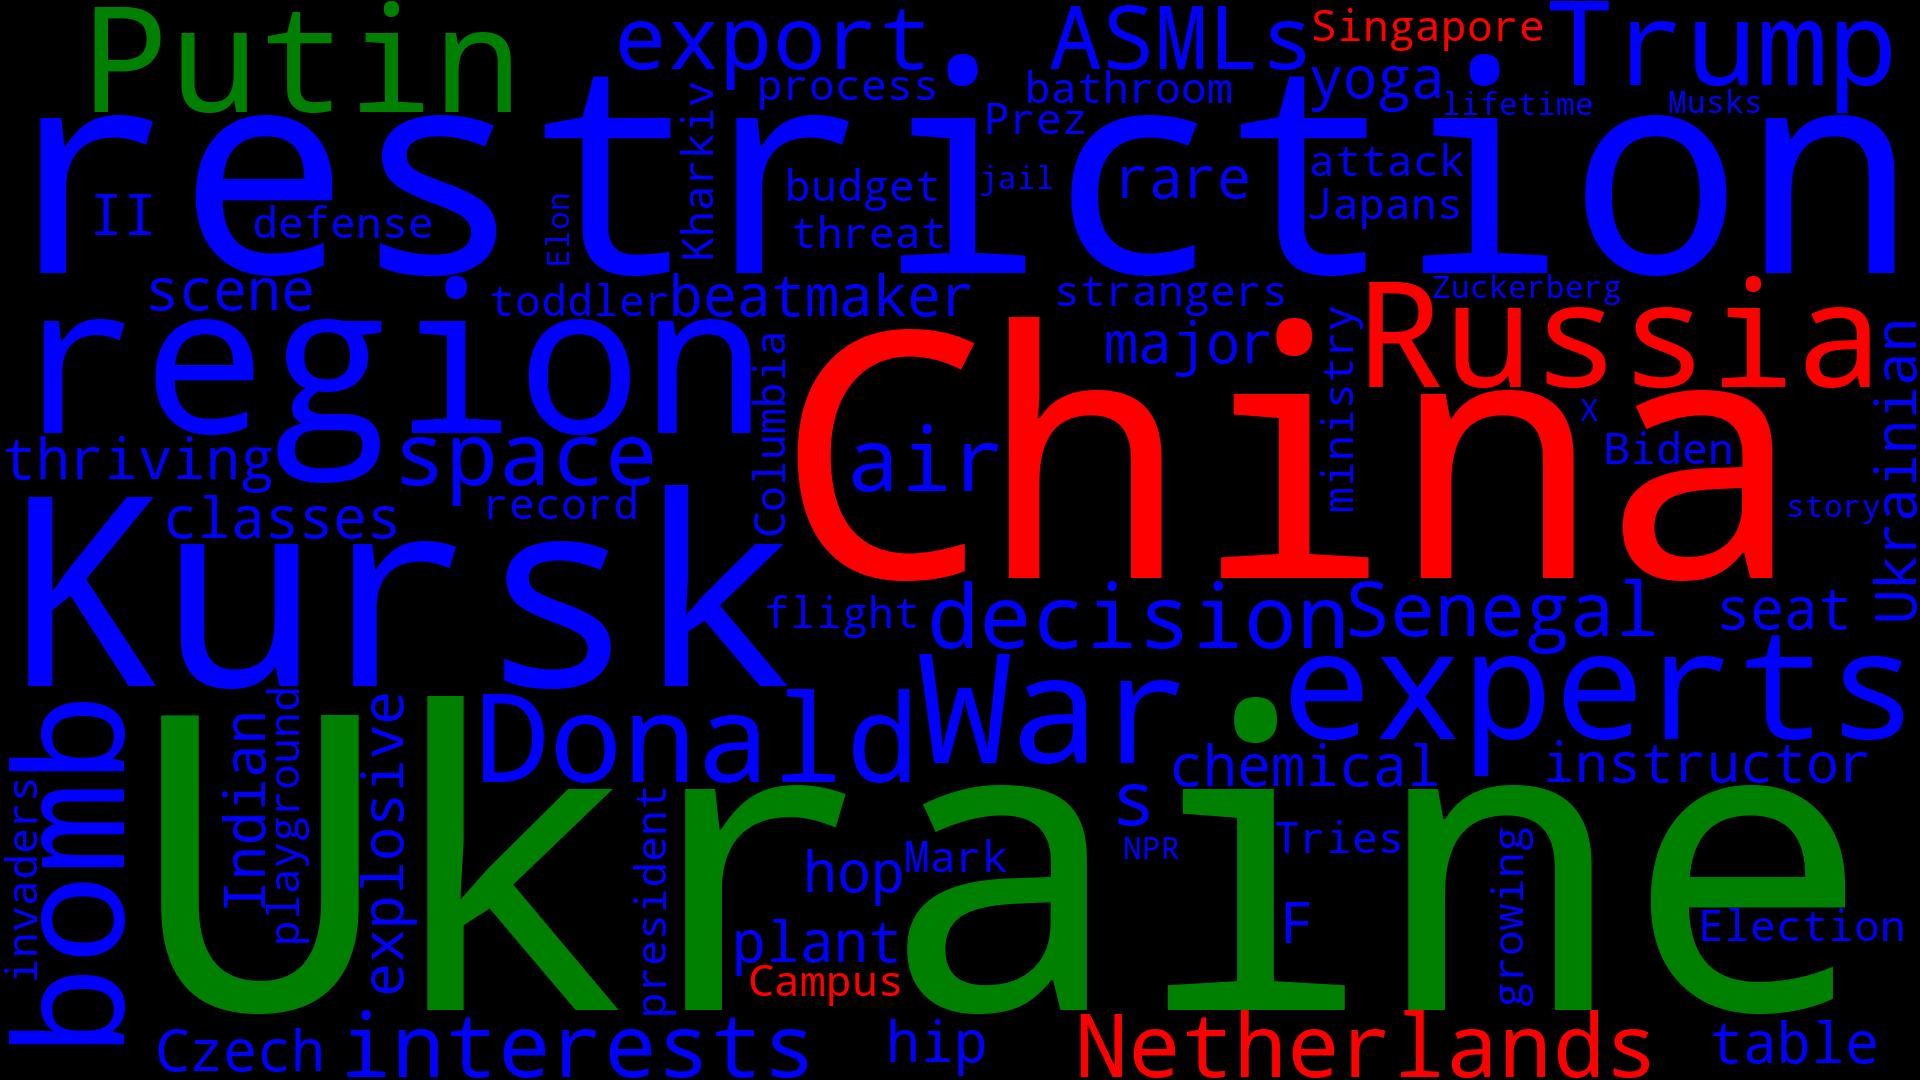 Putin
export
ASMLs
Singapore
Trump
process
bathroom
yoga
lifetime
Musks
Prez
restriction
Kharkiv
attack
II
defense
Elon
budget
jail
rare
Japans
threat
scene
toddler
beatmaker
strangers
Zuckerberg
region
Columbia
major
ministry
Russia
Ukrainian
China
X
thriving
space
air
Biden
classes
record
story
Kursk
flight
decision
Senegal
seat
bomb
invaders
Indian
playground
explosive
Donald
War
experts
chemical
instructor
president
s
Ukraine
hop
Mark
NPR
Tries
growing
plant
F
Election
Campus
Czech
interests
hip
Netherlands
table